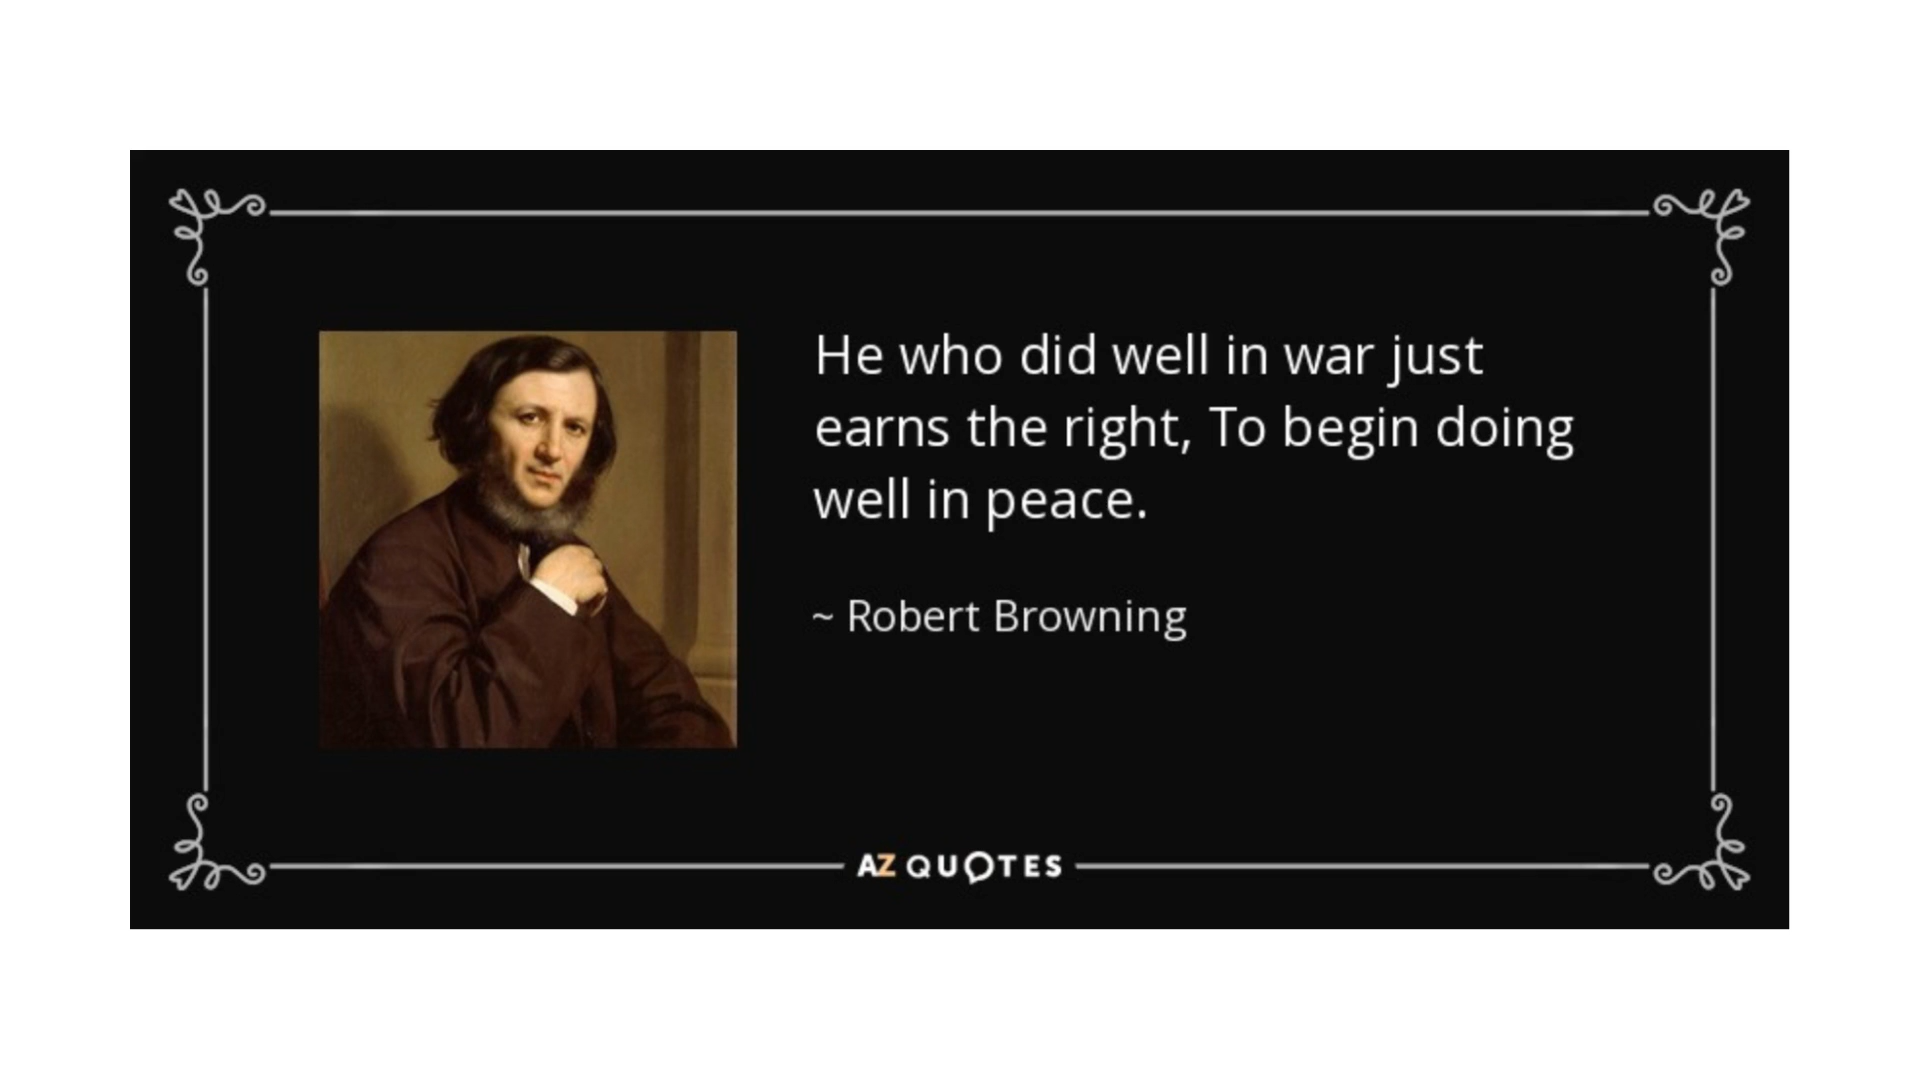 He who did well in war just
earns the right, To begin doing
well in peace.
~ Robert Browning
AZ QUOTES